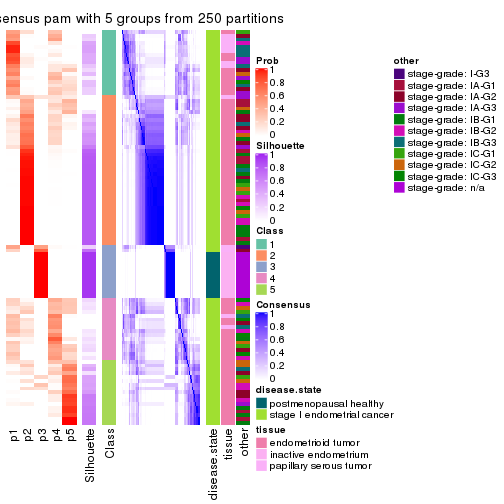 sensus pam with 5 groups from 250 partitions
p1
p2
p3
p4
p5
Silhouette
Class
disease.state
tissue
other
Prob
1
0.8
0.6
0.4
0.2
0
Silhouette
1
0.8
0.6
0.4
0.2
0
Class
1
2
3
4
5
Consensus
1
0.8
0.6
0.4
0.2
0
disease.state
postmenopausal healthy
stage I endometrial cancer
tissue
endometrioid tumor
inactive endometrium
papillary serous tumor
other
stage-grade: I-G3
stage-grade: IA-G1
stage-grade: IA-G2
stage-grade: IA-G3
stage-grade: IB-G1
stage-grade: IB-G2
stage-grade: IB-G3
stage-grade: IC-G1
stage-grade: IC-G2
stage-grade: IC-G3
stage-grade: n/a